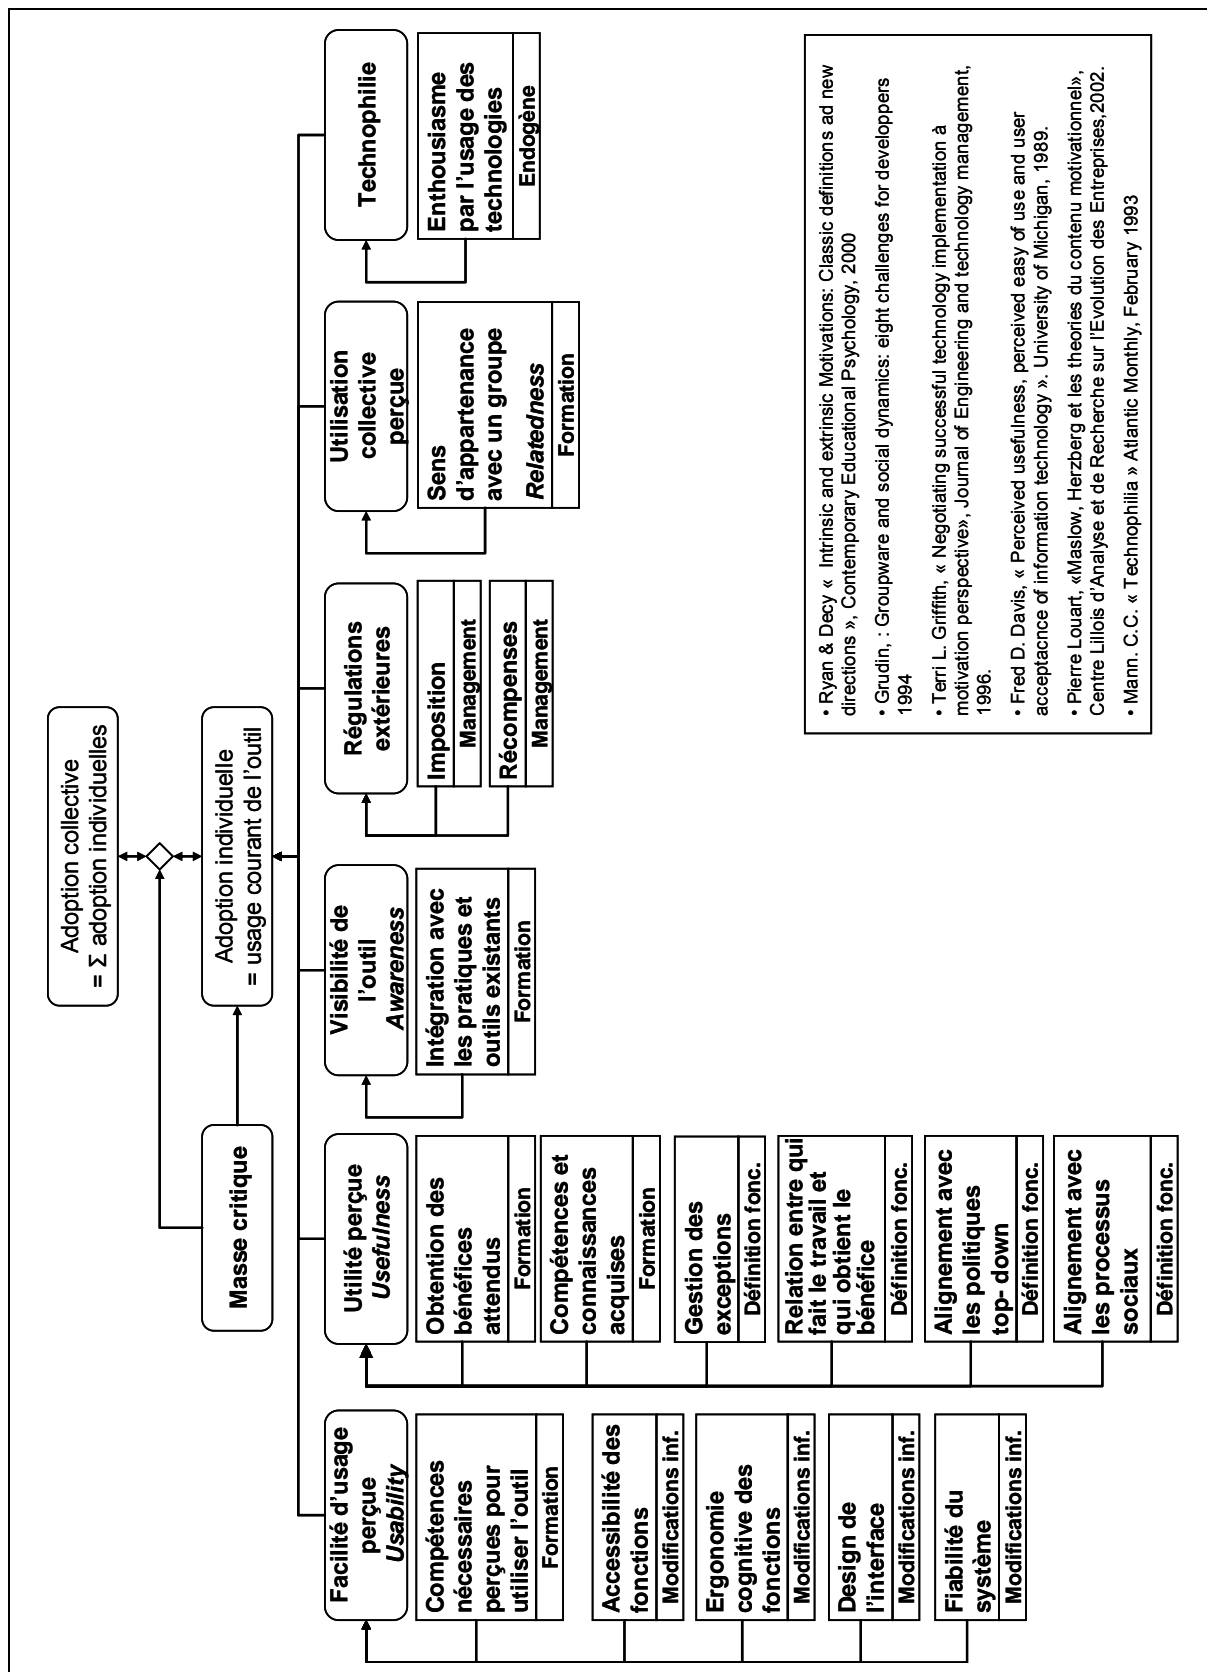 Adoption collective
= Σ adoption individuelles
Masse critique
Adoption individuelle
= usage courant de l'outil
Facilité d'usage
perçue
Usability
Compétences
nécessaires
perçues pour
utiliser l'outil
Formation
Accessibilité des
fonctions
Modifications inf.
Ergonomie
cognitive des
fonctions
Modifications inf.
Design de
l'interface
Modifications inf.
Fiabilité du
système
Modifications inf.
Utilité perçue
Usefulness
Obtention des
bénéfices
attendus
Formation
Compétences et
connaissances
acquises
Formation
Gestion des
exceptions
Définition fonc.
Relation entre qui
fait le travail et
qui obtient le
bénéfice
Définition fonc.
Alignement avec
les politiques
top- down
Définition fonc.
Alignement avec
les processus
sociaux
Définition fonc.
Visibilité de
l'outil
Awareness
Intégration avec
les pratiques et
outils existants
Formation
Régulations
extérieures
Imposition
Management
Récompenses
Management
Utilisation
collective
perçue
Sens
d'appartenance
avec un groupe
Relatedness
Formation
Technophilie
Enthousiasme
par l'usage des
technologies
Endogène
• Ryan & Decy « Intrinsic and extrinsic Motivations: Classic definitions ad new
directions », Contemporary Educational Psychology, 2000
• Grudin, : Groupware and social dynamics: eight challenges for developpers
1994
• Terri L. Griffith, « Negotiating successful technology implementation à
motivation perspective», Journal of Engineering and technology management,
1996.
• Fred D. Davis, « Perceived usefulness, perceived easy of use and user
acceptacnce of information technology ». University of Michigan, 1989.
• Pierre Louart, «Maslow, Herzberg et les theories du contenu motivationnel»,
Centre Lillois d'Analyse et de Recherche sur l'Evolution des Entreprises,2002.
• Mann. C.C. « Technophilia » Atlantic Monthly, February 1993